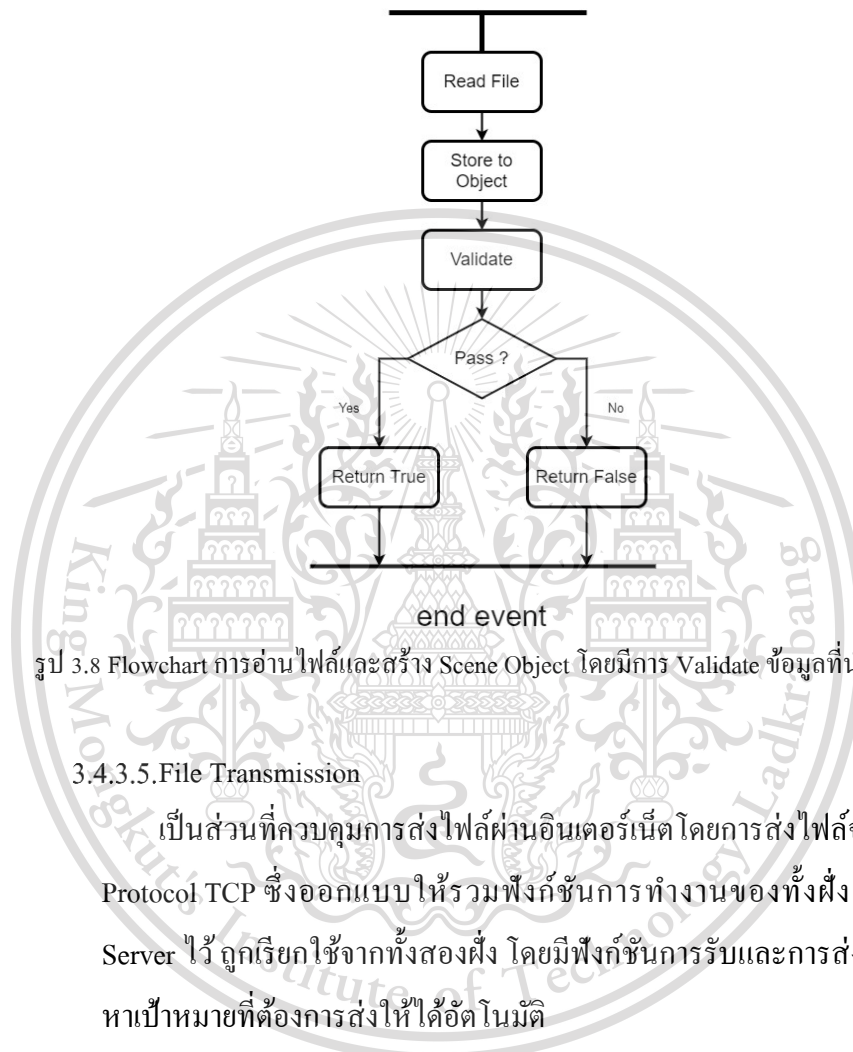 Read File
Store to
Object
Validate
Pass ?
Yes
No
Return True
Return False
end event
รูป 3.8 Flowchart การอ่านไฟล์และสร้าง Scene Object โดยมีการ Validate ข้อมูลที่
3.4.3.5.File Transmission
เป็นส่วนที่ควบคุมการส่งไฟล์ผ่านอินเตอร์เน็ตโดยการส่งไฟล์
Protocol TCP ซึ่งออกแบบให้รวมฟังก์ชันการทำงานของทั้งฝั่ง
Server ไว้ ถูกเรียกใช้จากทั้งสองฝั่ง โดยมีฟังก์ชันการรับและการส่ง
หาเป้าหมายที่ต้องการส่งให้ได้อัตโนมัติ
King Mongkut's Institute of Technology Ladkrabang